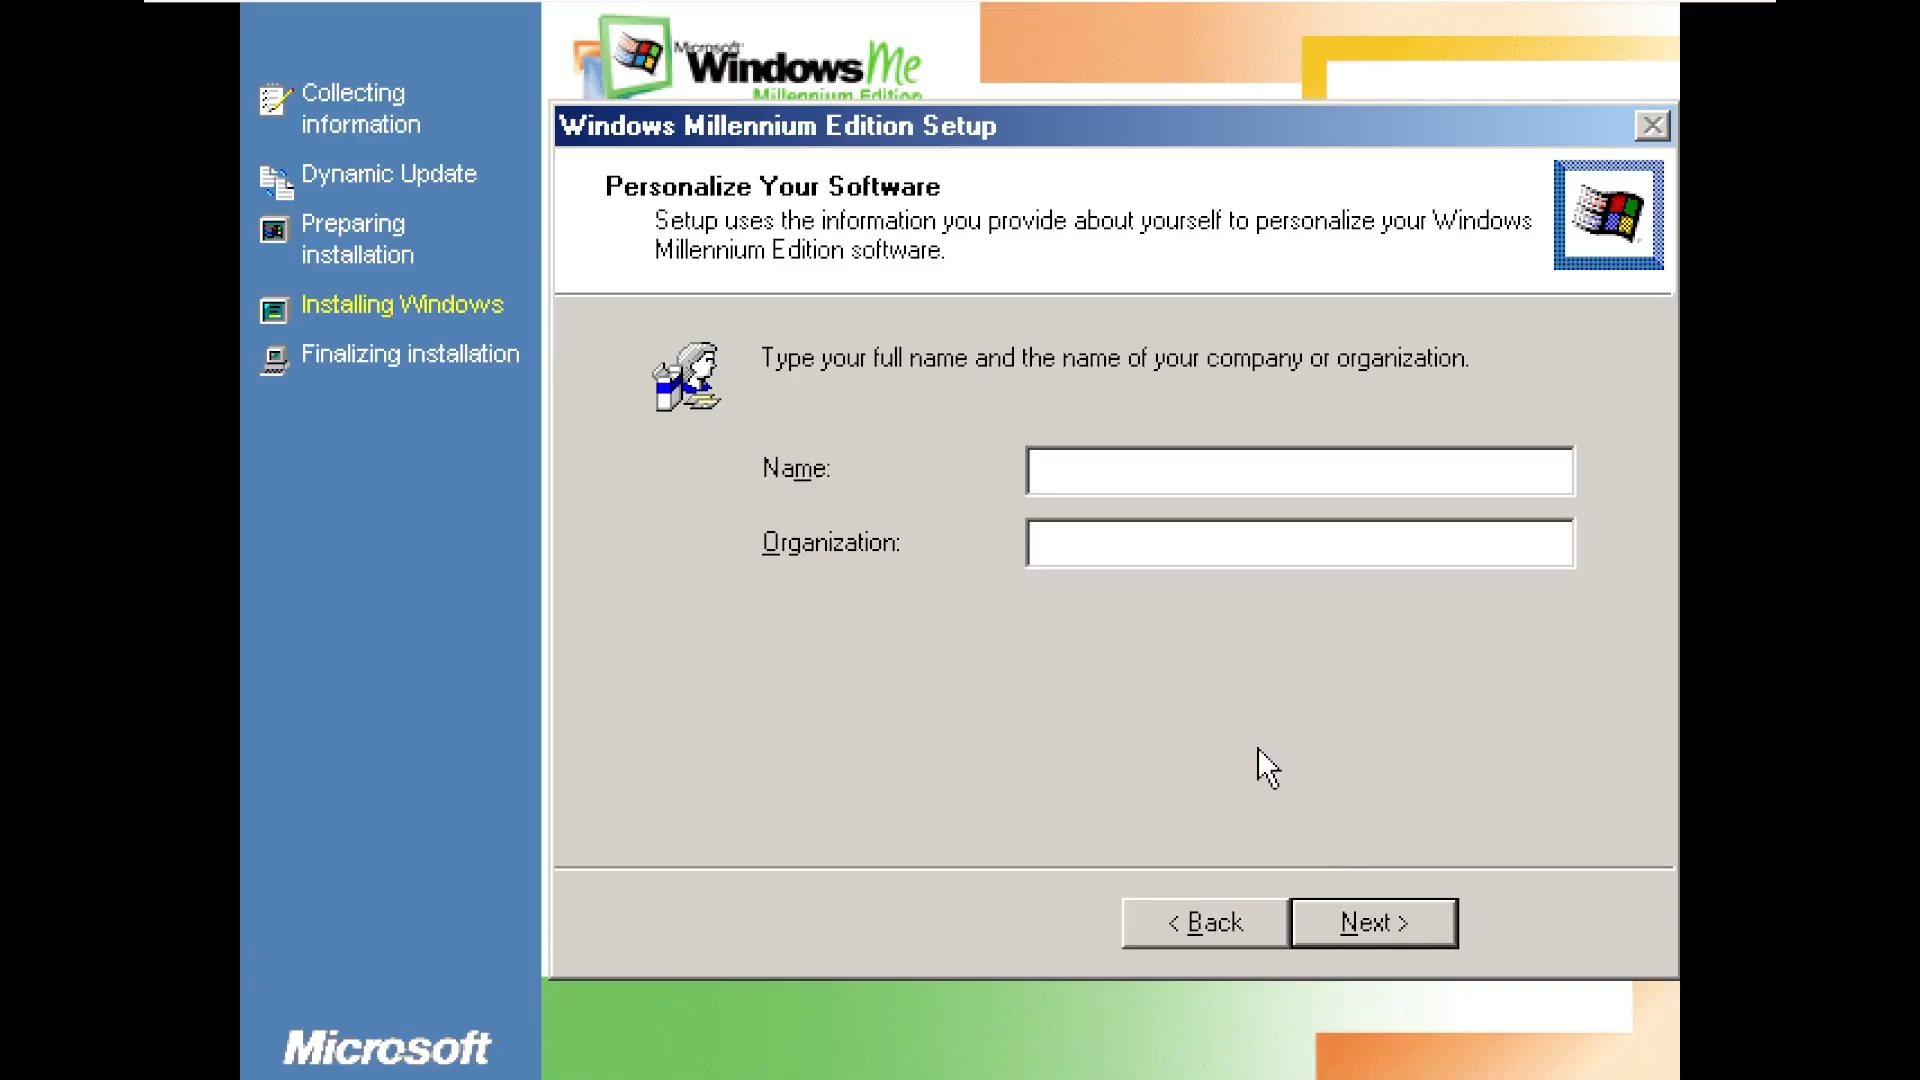 Collecting
information
Dynamic Update
Preparing
installation
Installing Windows
Finalizing installation
Microsoft
Microsoft
Windows Me
Millennium Edition
Windows Millennium Edition Setup
Personalize Your Software
Setup uses the information you provide about yourself to personalize your Windows
Millennium Edition software.
Type your full name and the name of your company or organization.
Name:
Organization:
< Back
Next >